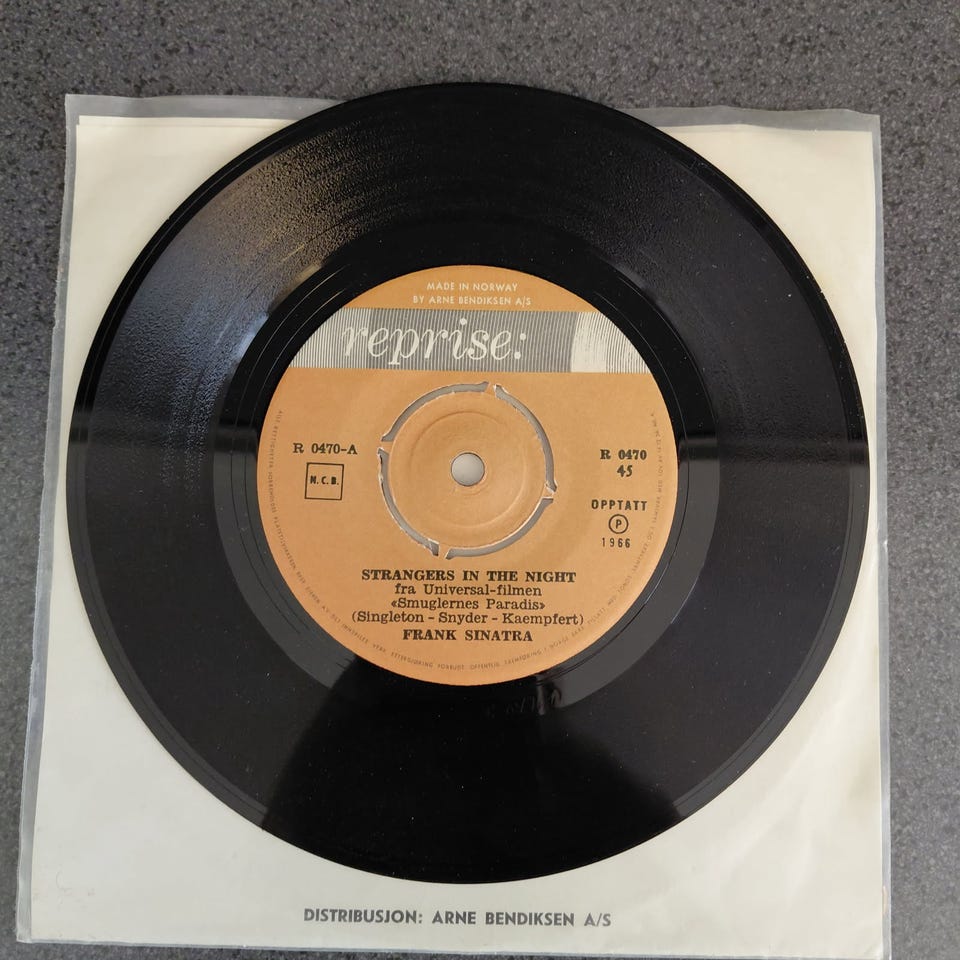 MADE IN NORWAY
BY ARNE BENDIKSEN A/S
reprise:
R 0470-A
N.C.B.
R 0470
45
OPPTATT
℗
1966
STRANGERS IN THE NIGHT
fra Universal-filmen
«Smuglernes Paradis»
(Singleton - Snyder - Kaempfert)
FRANK SINATRA
DISTRIBUSJON: ARNE BENDIKSEN A/S